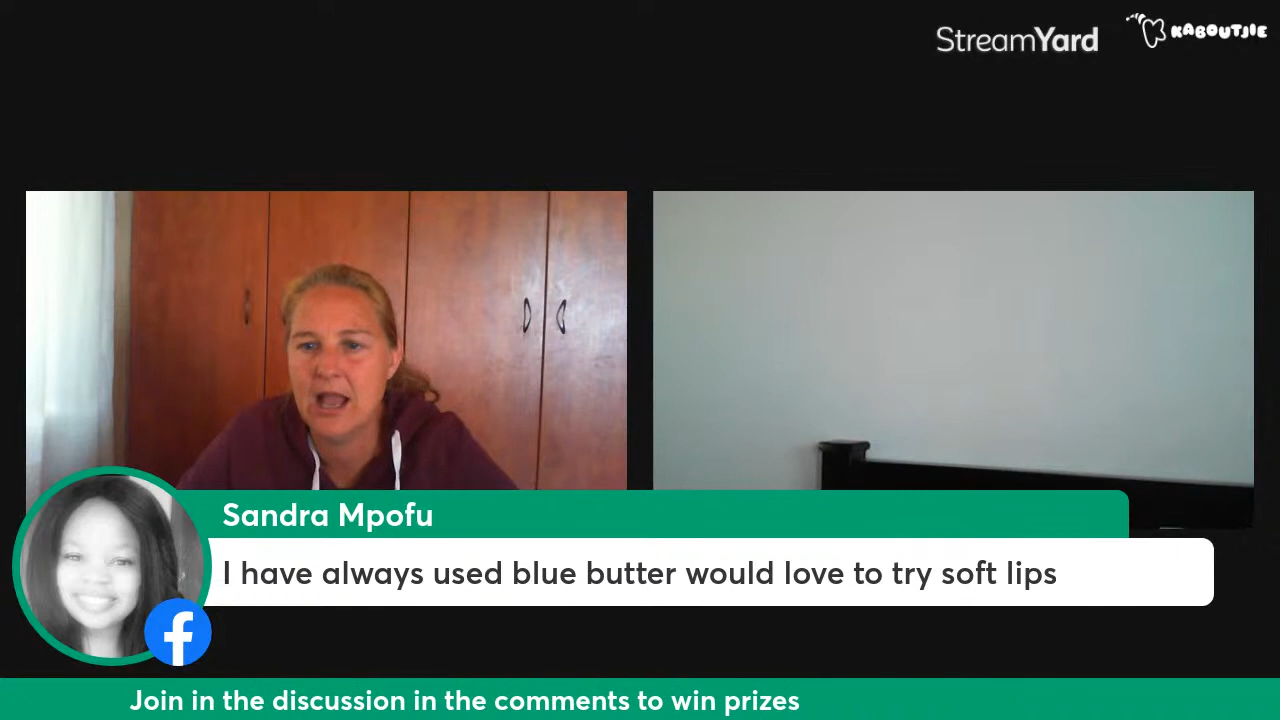 StreamYard
KABOUTJIE
Sandra Mpofu
I have always used blue butter would love to try soft lips
Join in the discussion in the comments to win prizes